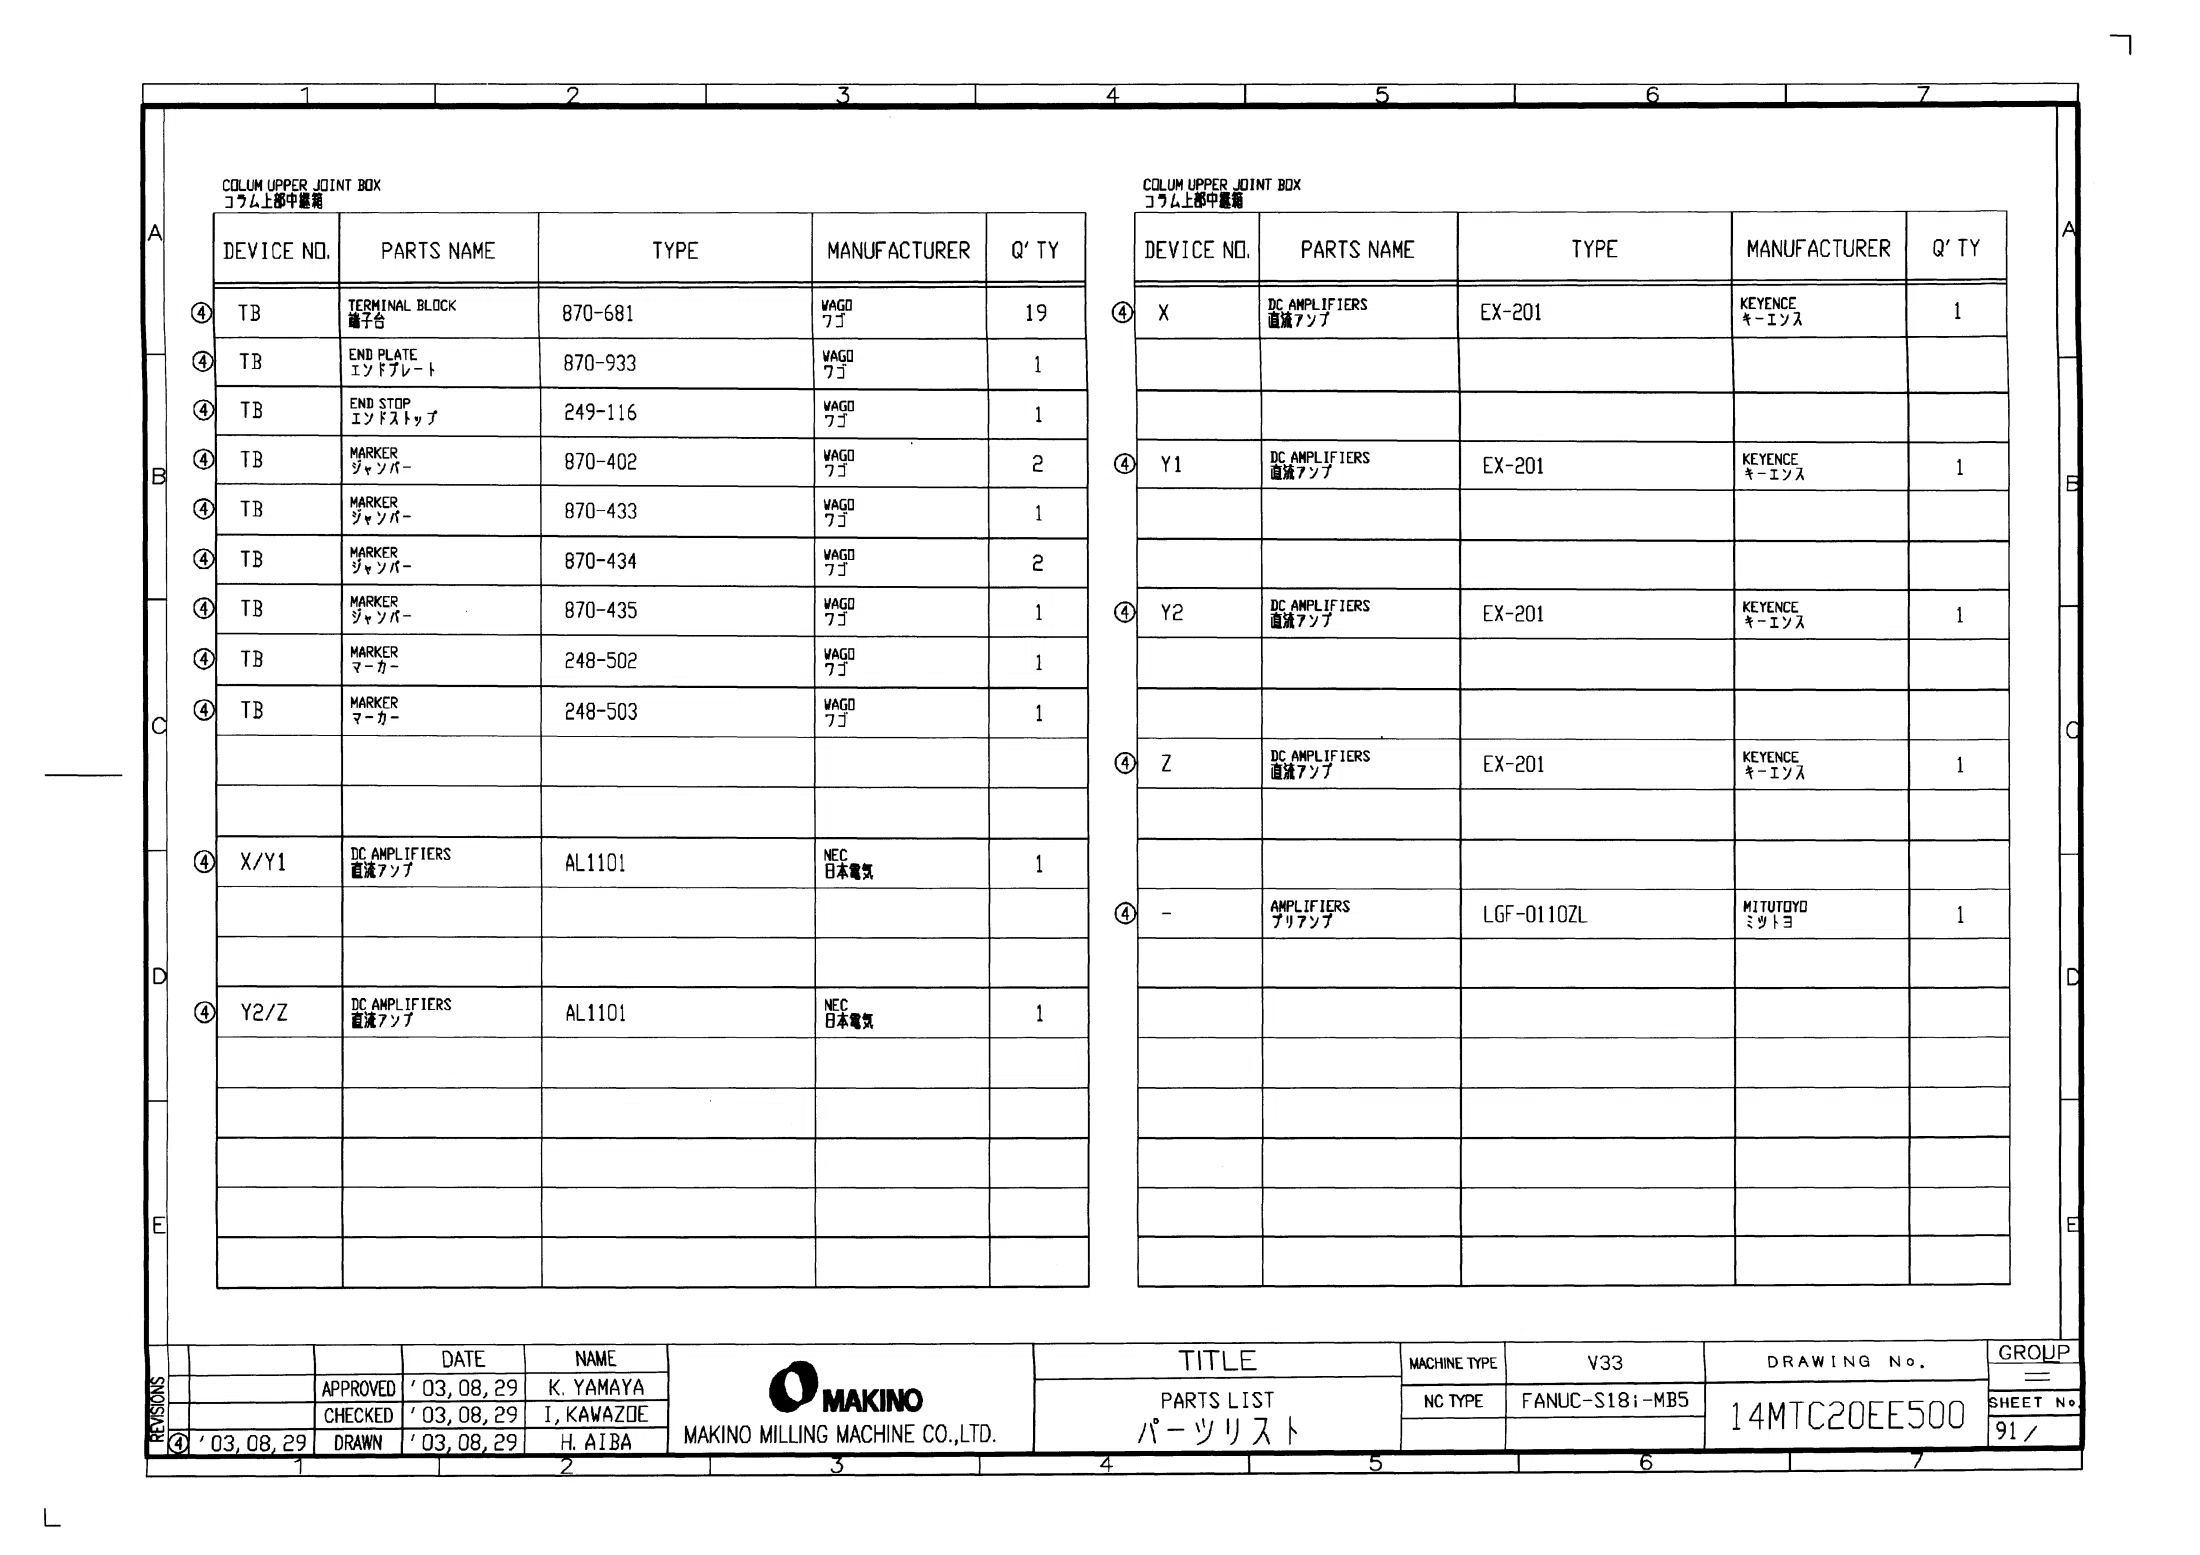 1 2 3 4 5 6 7
COLUM UPPER JOINT BOX
コラム上部中継箱
DEVICE NO. PARTS NAME TYPE MANUFACTURER Q'TY
④ TB TERMINAL BLOCK 870-681 WAGO 19
端子台 ワゴ
④ TB END PLATE 870-933 WAGO 1
エンドプレート ワゴ
④ TB END STOP 249-116 WAGO 1
エンドストップ ワゴ
④ TB MARKER 870-402 WAGO 2
ジャンパー ワゴ
④ TB MARKER 870-433 WAGO 1
ジャンパー ワゴ
④ TB MARKER 870-434 WAGO 2
ジャンパー ワゴ
④ TB MARKER 870-435 WAGO 1
ジャンパー ワゴ
④ TB MARKER 248-502 WAGO 1
マーカー ワゴ
④ TB MARKER 248-503 WAGO 1
マーカー ワゴ
④ X/Y1 DC AMPLIFIERS AL1101 NEC 1
直流アンプ 日本電気
④ Y2/Z DC AMPLIFIERS AL1101 NEC 1
直流アンプ 日本電気
COLUM UPPER JOINT BOX
コラム上部中継箱
DEVICE NO. PARTS NAME TYPE MANUFACTURER Q'TY
④ X DC AMPLIFIERS EX-201 KEYENCE 1
直流アンプ キーエンス
④ Y1 DC AMPLIFIERS EX-201 KEYENCE 1
直流アンプ キーエンス
④ Y2 DC AMPLIFIERS EX-201 KEYENCE 1
直流アンプ キーエンス
④ Z DC AMPLIFIERS EX-201 KEYENCE 1
直流アンプ キーエンス
④ - AMPLIFIERS LGF-0110ZL MITUTOYO 1
プリアンプ ミツトヨ
A A
B B
C C
D D
E E
REVISIONS
④ '03,08,29
DATE NAME
APPROVED '03,08,29 K. YAMAYA
CHECKED '03,08,29 I,KAWAZOE
DRAWN '03,08,29 H. AIBA
MAKINO
MAKINO MILLING MACHINE CO.,LTD.
TITLE
PARTS LIST
パーツリスト
MACHINE TYPE V33
NC TYPE FANUC-S18i-MB5
DRAWING No.
14MTC20EE500
GROUP
=
SHEET No.
91/
1 2 3 4 5 6 7